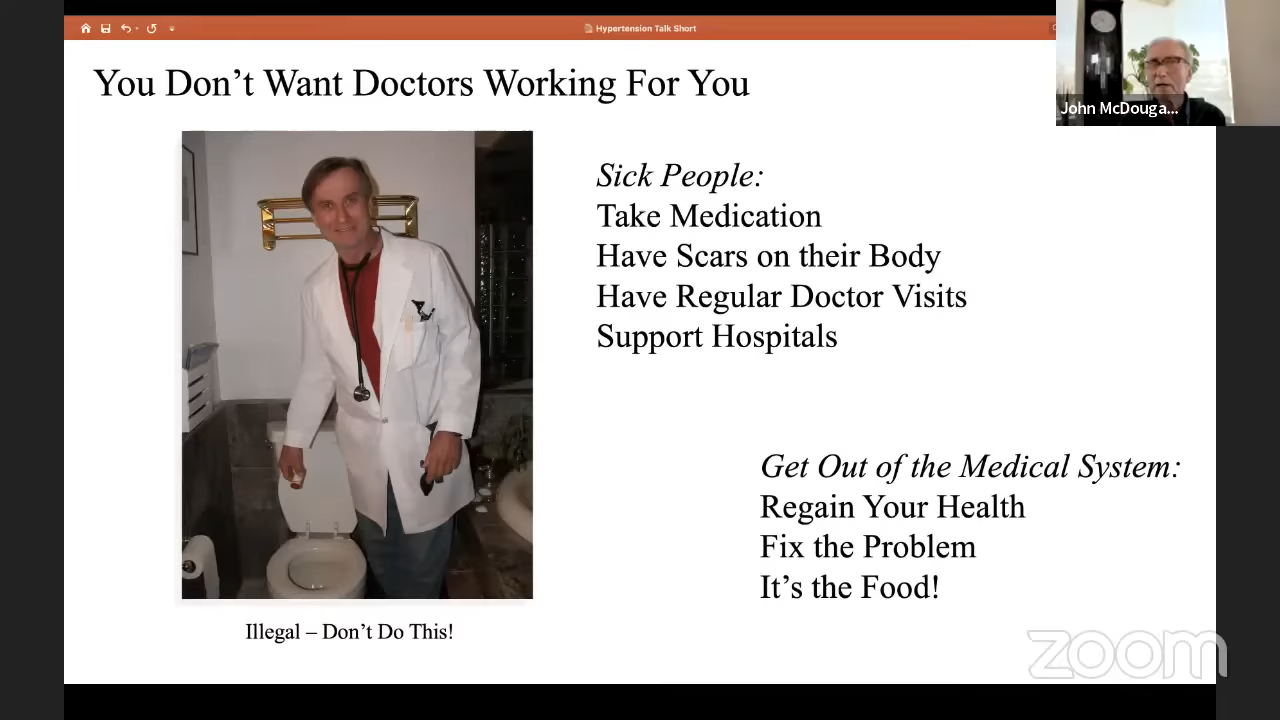 Hypertension Talk Short
You Don't Want Doctors Working For You
John McDouga...
Sick People:
Take Medication
Have Scars on their Body
Have Regular Doctor Visits
Support Hospitals
Get Out of the Medical System:
Regain Your Health
Fix the Problem
It's the Food!
Illegal – Don't Do This!
zoom